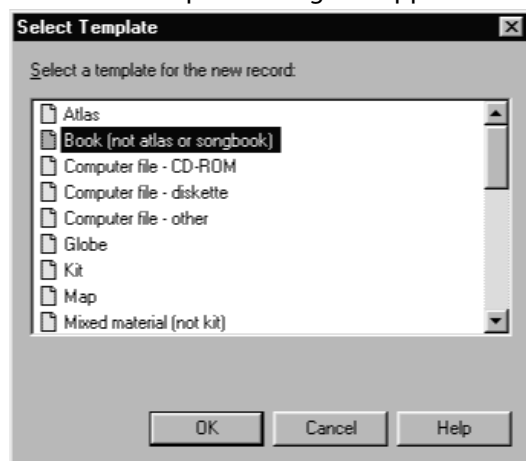 Select Template
Select a template for the new record:
Atlas
Book (not atlas or songbook)
Computer file - CD-ROM
Computer file - diskette
Computer file - other
Globe
Kit
Map
Mixed material (not kit)
OK Cancel Help